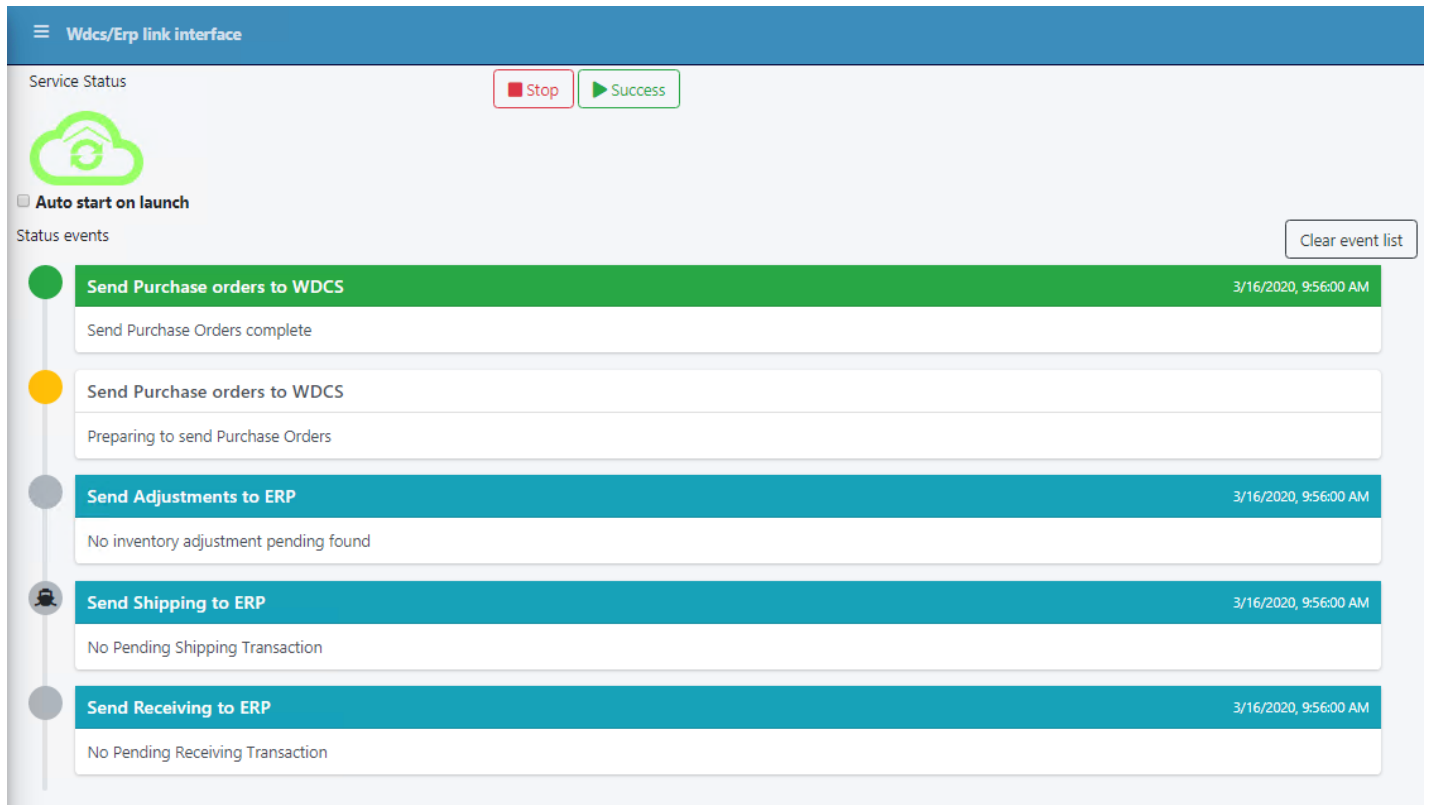 Wdcs/Erp link interface
Service Status
Stop
Success
Auto start on launch
Status events
Clear event list
Send Purchase orders to WDCS 3/16/2020, 9:56:00 AM
Send Purchase Orders complete
Send Purchase orders to WDCS
Preparing to send Purchase Orders
Send Adjustments to ERP 3/16/2020, 9:56:00 AM
No inventory adjustment pending found
Send Shipping to ERP 3/16/2020, 9:56:00 AM
No Pending Shipping Transaction
Send Receiving to ERP 3/16/2020, 9:56:00 AM
No Pending Receiving Transaction